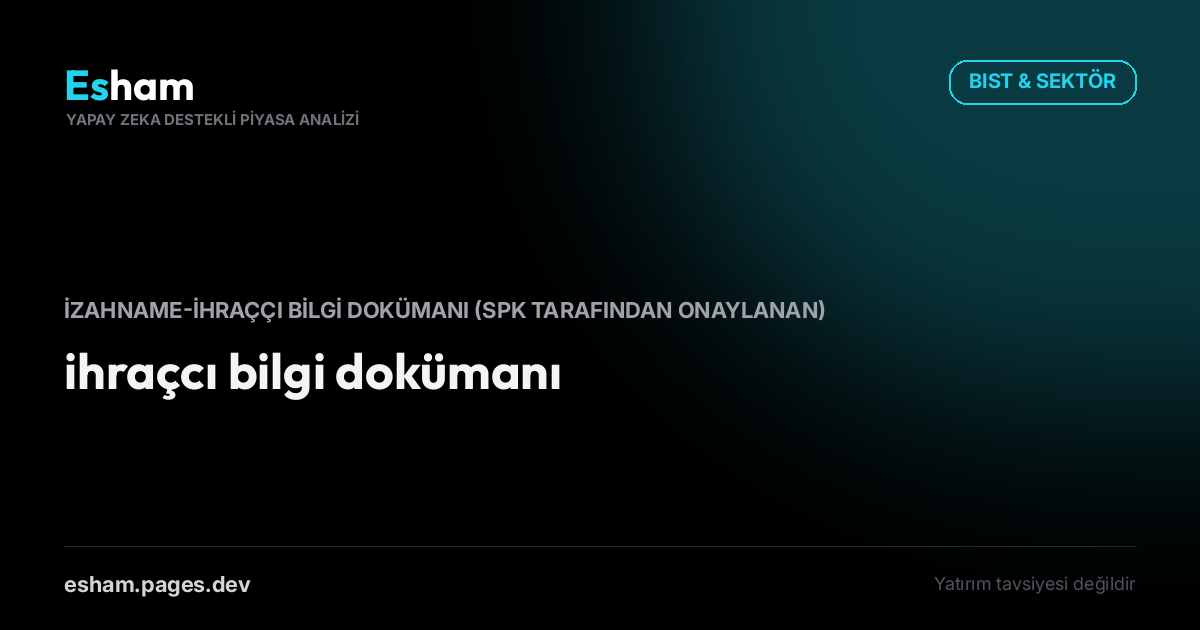 Esham
YAPAY ZEKA DESTEKLİ PİYASA ANALİZİ
BIST & SEKTÖR
İZAHNAME-İHRAÇÇI BİLGİ DOKÜMANI (SPK TARAFINDAN ONAYLANAN)
ihraçcı bilgi dokümanı
esham.pages.dev
Yatırım tavsiyesi değildir